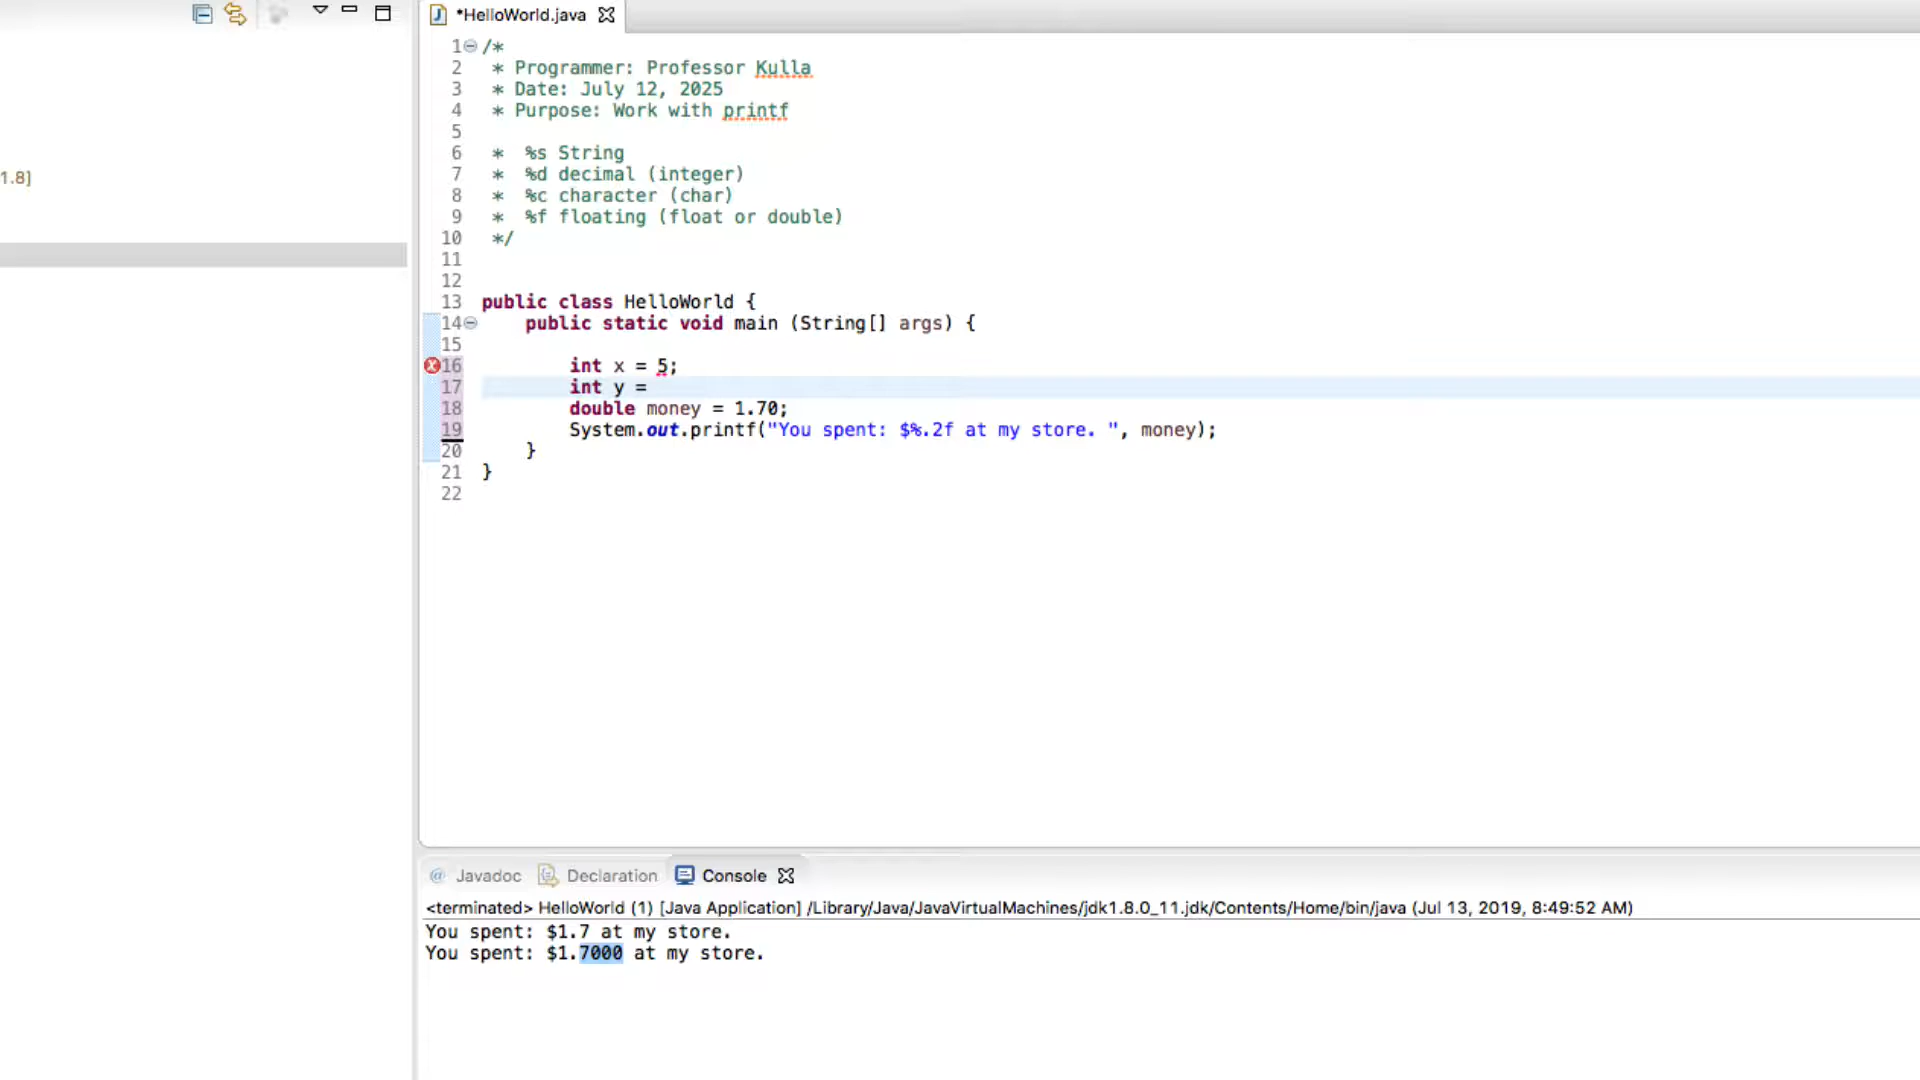 *HelloWorld.java
1 /*
2 * Programmer: Professor Kulla
3 * Date: July 12, 2025
4 * Purpose: Work with printf
5
6 * %s String
7 * %d decimal (integer)
8 * %c character (char)
9 * %f floating (float or double)
10 */
11
12
13 public class HelloWorld {
14 public static void main (String[] args) {
15
16 int x = 5;
17 int y =
18 double money = 1.70;
19 System.out.printf("You spent: $%.2f at my store. ", money);
20 }
21 }
22
1.8]
@ Javadoc Declaration Console
<terminated> HelloWorld (1) [Java Application] /Library/Java/JavaVirtualMachines/jdk1.8.0_11.jdk/Contents/Home/bin/java (Jul 13, 2019, 8:49:52 AM)
You spent: $1.7 at my store.
You spent: $1.7000 at my store.